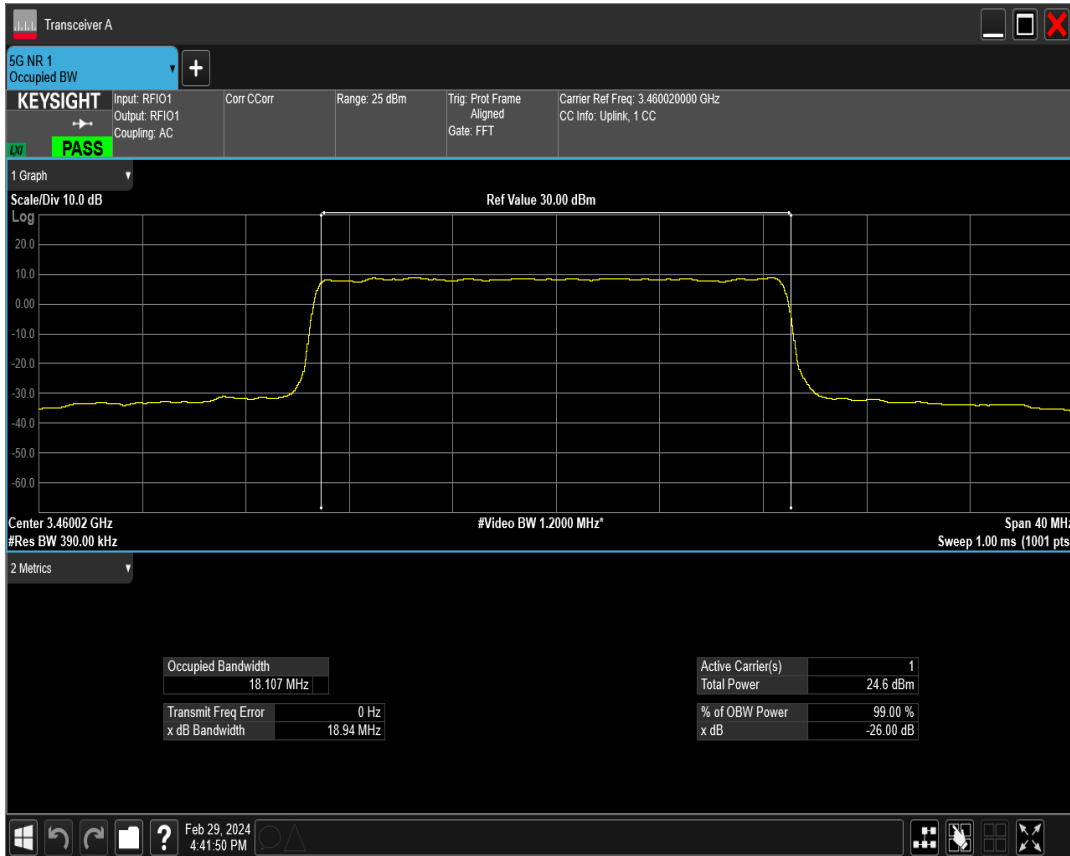 Transceiver A
5G NR 1
Occupied BW
KEYSIGHT
LXI
PASS
Input: RFIO1
Output: RFIO1
Coupling: AC
Corr CCorr
Range: 25 dBm
Trig: Prot Frame
Aligned
Gate: FFT
Carrier Ref Freq: 3.460020000 GHz
CC Info: Uplink, 1 CC
1 Graph
Scale/Div 10.0 dB
Ref Value 30.00 dBm
Log
20.0
10.0
0.00
-10.0
-20.0
-30.0
-40.0
-50.0
-60.0
Center 3.46002 GHz
#Video BW 1.2000 MHz*
Span 40 MHz
#Res BW 390.00 kHz
Sweep 1.00 ms (1001 pts
2 Metrics
Occupied Bandwidth
18.107 MHz
Transmit Freq Error 0 Hz
x dB Bandwidth 18.94 MHz
Active Carrier(s) 1
Total Power 24.6 dBm
% of OBW Power 99.00 %
x dB -26.00 dB
?
Feb 29, 2024
4:41:50 PM